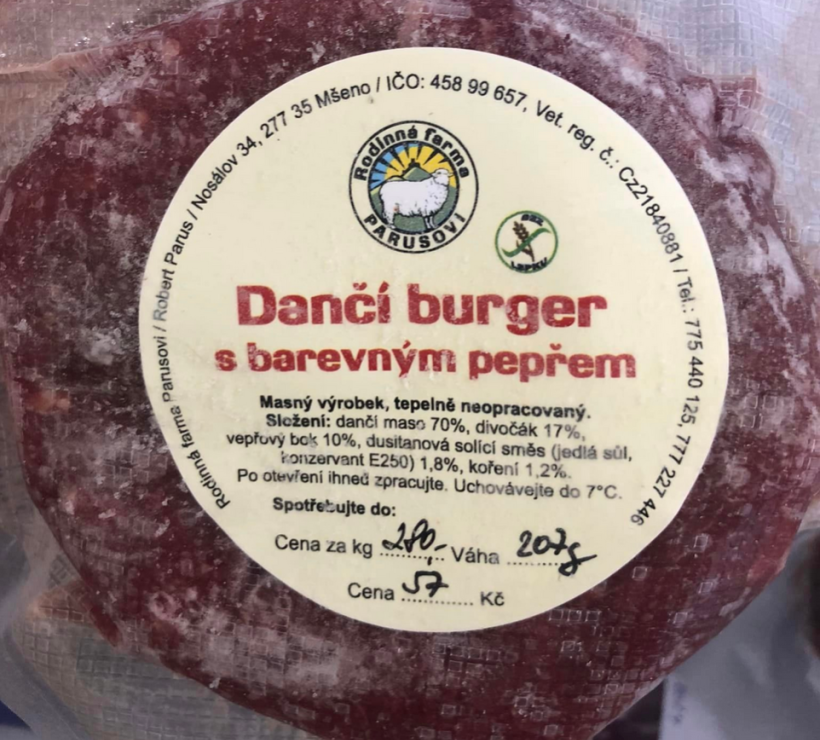 Rodinná farma Parusovi / Robert Parus / Nosálov 34, 277 35 Mšeno / IČO: 458 99 657, Vet. reg. č.: CZ21840881 / Tel.: 775 440 125, 777 227 446
Rodinná farma
PARUSOVI
BEZ
LEPKU
Dančí burger
s barevným pepřem
Masný výrobek, tepelně neopracovaný.
Složení: dančí maso 70%, divočák 17%,
vepřový bok 10%, dusitanová solící směs (jedlá sůl,
konzervant E250) 1,8%, koření 1,2%.
Po otevření ihned zpracujte. Uchovávejte do 7°C.
Spotřebujte do:
Cena za kg 280,- Váha 207g
Cena 57 Kč